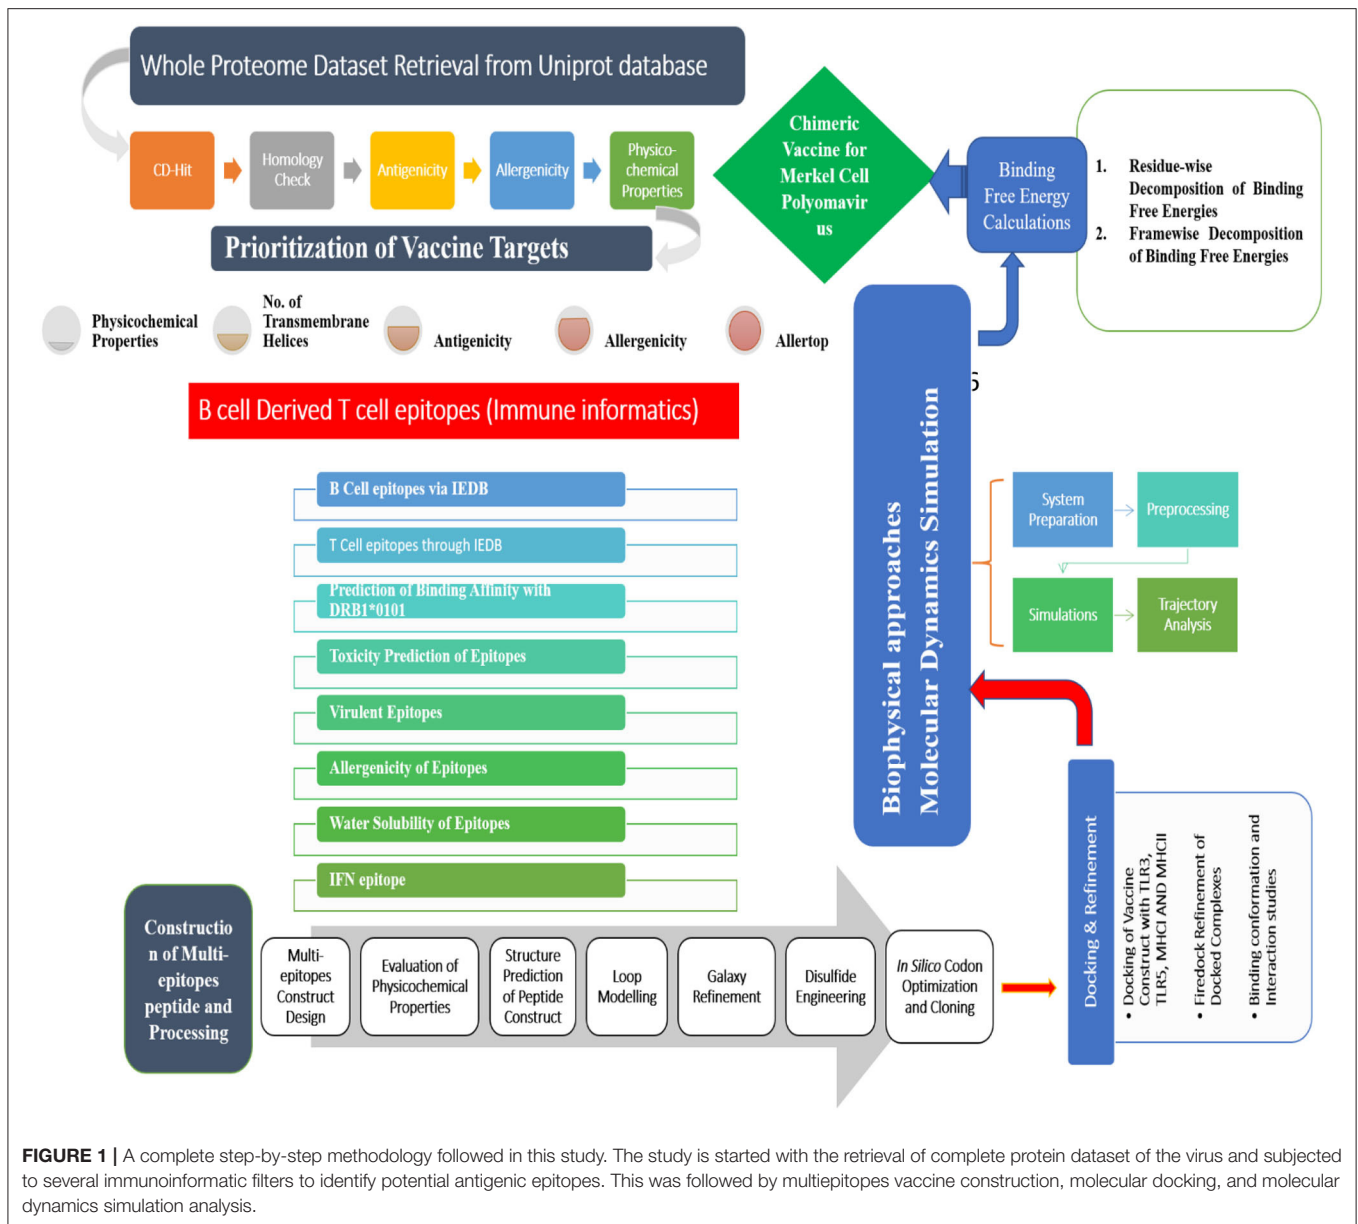 Whole Proteome Dataset Retrieval from Uniprot database
CD-Hit
Homology
Check
Antigenicity
Allergenicity
Physico-
chemical
Properties
Prioritization of Vaccine Targets
Physicochemical
Properties
No. of
Transmembrane
Helices
Antigenicity
Allergenicity
Allertop
B cell Derived T cell epitopes (Immune informatics)
B Cell epitopes via IEDB
T Cell epitopes through IEDB
Prediction of Binding Affinity with
DRB1*0101
Toxicity Prediction of Epitopes
Virulent Epitopes
Allergenicity of Epitopes
Water Solubility of Epitopes
IFN epitope
Constructio
n of Multi-
epitopes
peptide and
Processing
Multi-
epitopes
Construct
Design
Evaluation of
Physicochemical
Properties
Structure
Prediction
of Peptide
Construct
Loop
Modelling
Galaxy
Refinement
Disulfide
Engineering
In Silico Codon
Optimization
and Cloning
Docking & Refinement
• Docking of Vaccine
Construct with TLR3,
TLR5, MHCI AND MHCII
• Firedock Refinement of
Docked Complexes
• Binding conformation and
Interaction studies
Biophysical approaches
Molecular Dynamics Simulation
6
System
Preparation
Preprocessing
Simulations
Trajectory
Analysis
Binding
Free Energy
Calculations
1. Residue-wise
Decomposition of Binding
Free Energies
2. Framewise Decomposition
of Binding Free Energies
Chimeric
Vaccine for
Merkel Cell
Polyomavir
us
FIGURE 1 | A complete step-by-step methodology followed in this study. The study is started with the retrieval of complete protein dataset of the virus and subjected
to several immunoinformatic filters to identify potential antigenic epitopes. This was followed by multiepitopes vaccine construction, molecular docking, and molecular
dynamics simulation analysis.